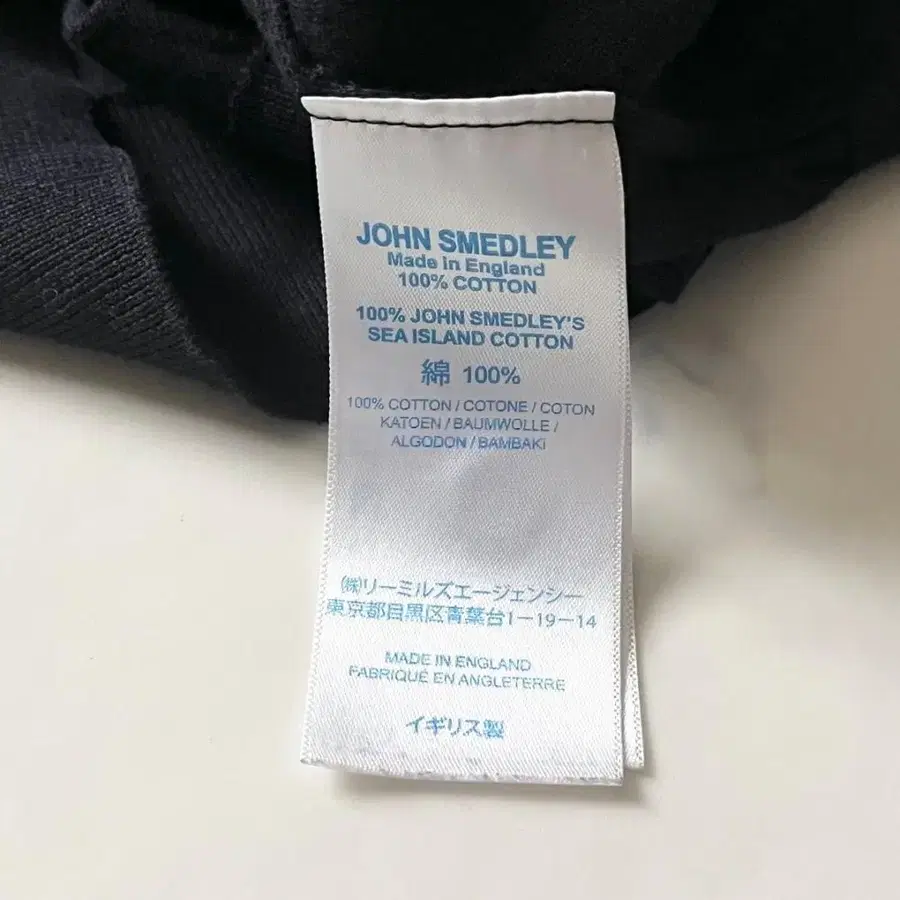 JOHN SMEDLEY
Made in England
100% COTTON
100% JOHN SMEDLEY'S
SEA ISLAND COTTON
綿 100%
100% COTTON / COTONE / COTON
KATOEN / BAUMWOLLE /
ALGODON / BAMBAKI
㈱リーミルズエージェンシー
東京都目黒区青葉台1-19-14
MADE IN ENGLAND
FABRIQUÉ EN ANGLETERRE
イギリス製